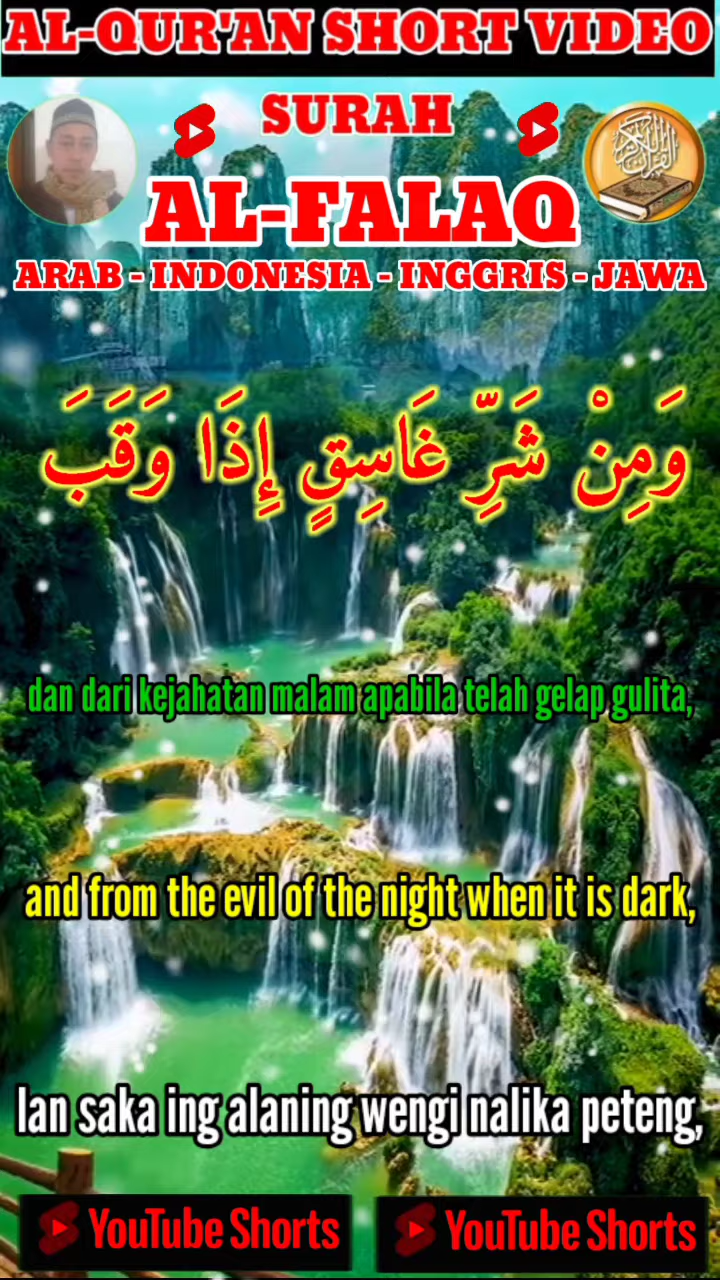 AL-QUR'AN SHORT VIDEO
SURAH
AL-FALAQ
ARAB - INDONESIA - INGGRIS - JAWA
وَمِنْ شَرِّ غَاسِقٍ إِذَا وَقَبَ
dan dari kejahatan malam apabila telah gelap gulita,
and from the evil of the night when it is dark,
lan saka ing alaning wengi nalika peteng,
YouTube Shorts
YouTube Shorts